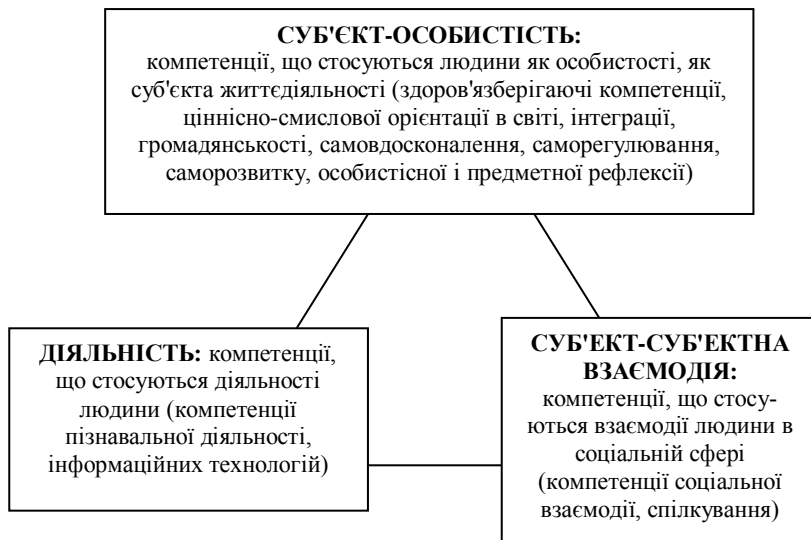 СУБ'ЄКТ-ОСОБИСТІСТЬ:
компетенції, що стосуються людини як особистості, як
суб'єкта життєдіяльності (здоров'язберігаючі компетенції,
ціннісно-смислової орієнтації в світі, інтеграції,
громадянськості, самовдосконалення, саморегулювання,
саморозвитку, особистісної і предметної рефлексії)
ДІЯЛЬНІСТЬ: компетенції,
що стосуються діяльності
людини (компетенції
пізнавальної діяльності,
інформаційних технологій)
СУБ'ЕКТ-СУБ'ЕКТНА
ВЗАЄМОДІЯ:
компетенції, що стосу-
ються взаємодії людини в
соціальній сфері
(компетенції соціальної
взаємодії, спілкування)